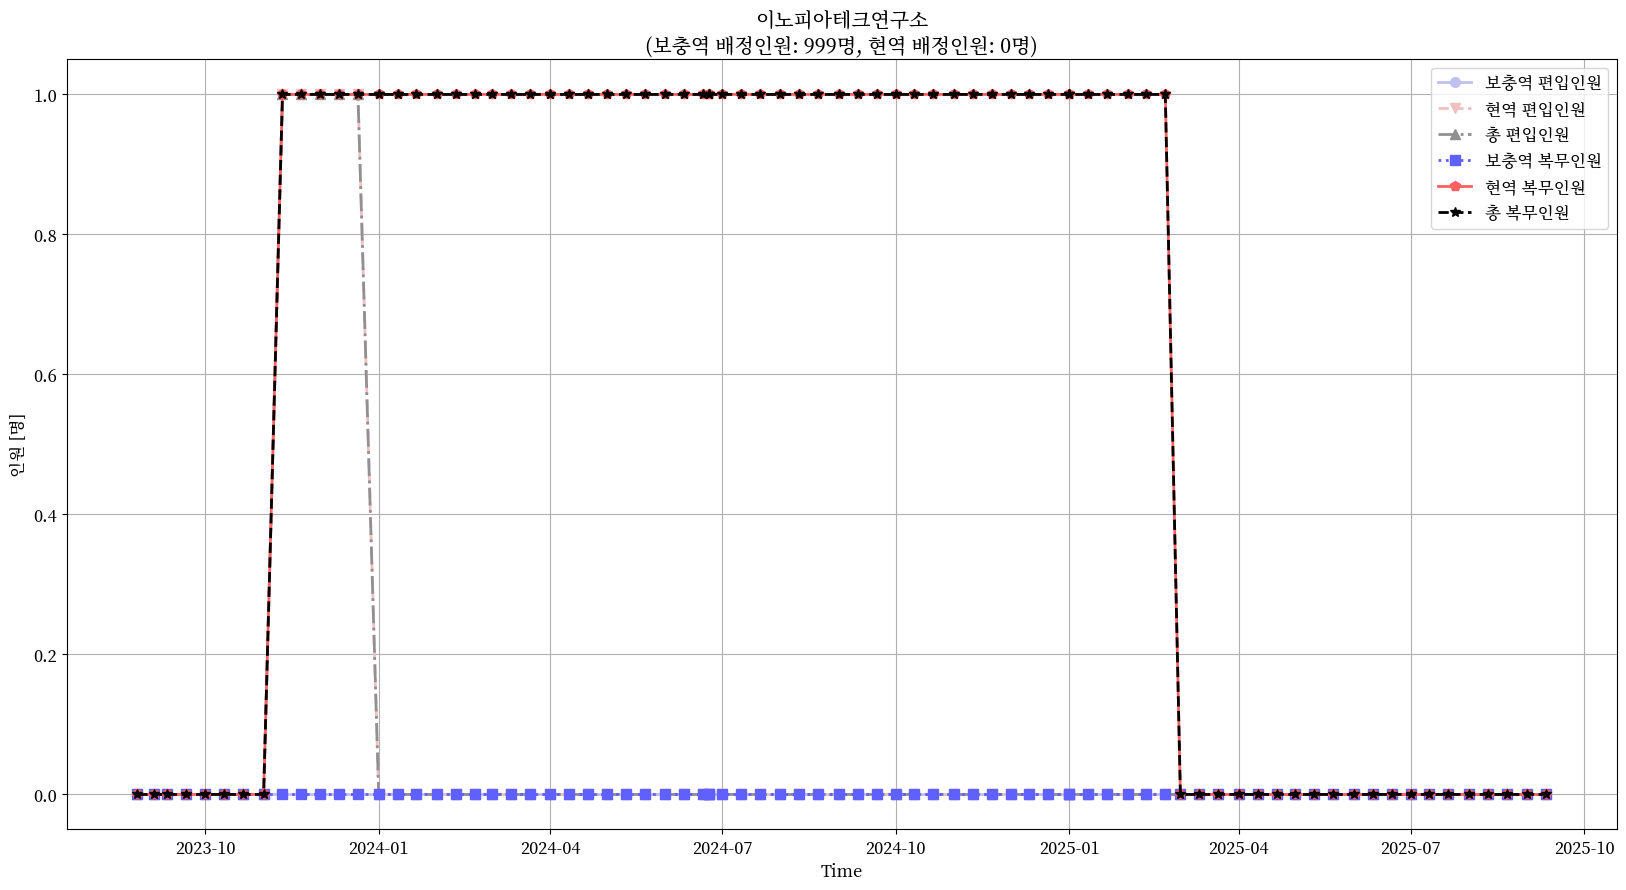 이노피아테크연구소
(보충역 배정인원: 999명, 현역 배정인원: 0명)
보충역 편입인원
현역 편입인원
총 편입인원
보충역 복무인원
현역 복무인원
총 복무인원
인원 [명]
1.0
0.8
0.6
0.4
0.2
0.0
2023-10
2024-01
2024-04
2024-07
2024-10
2025-01
2025-04
2025-07
2025-10
Time